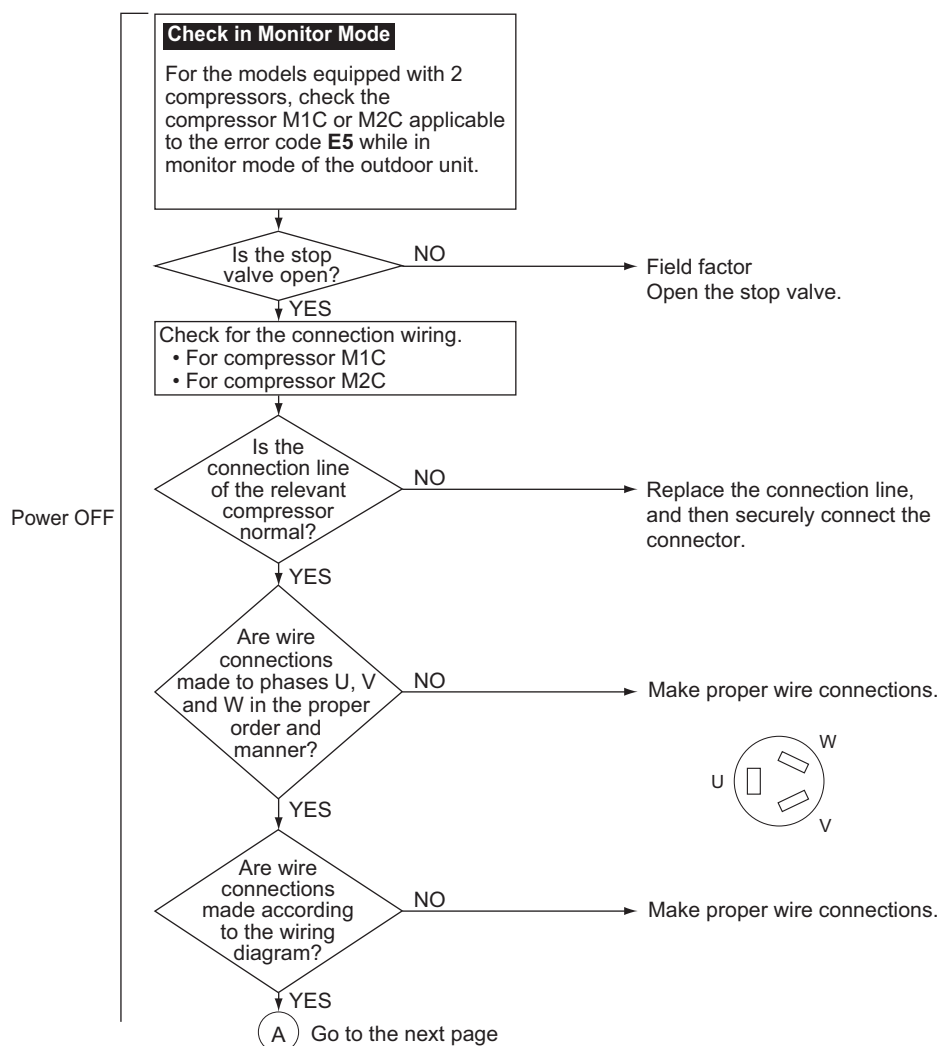 Check in Monitor Mode
For the models equipped with 2
compressors, check the
compressor M1C or M2C applicable
to the error code E5 while in
monitor mode of the outdoor unit.
Is the stop
valve open?
NO
Field factor
Open the stop valve.
YES
Check for the connection wiring.
• For compressor M1C
• For compressor M2C
Is the
connection line
of the relevant
compressor
normal?
NO
Replace the connection line,
and then securely connect the
connector.
Power OFF
YES
Are wire
connections
made to phases U, V
and W in the proper
order and
manner?
NO
Make proper wire connections.
W
U
V
YES
Are wire
connections
made according
to the wiring
diagram?
NO
Make proper wire connections.
YES
A
Go to the next page